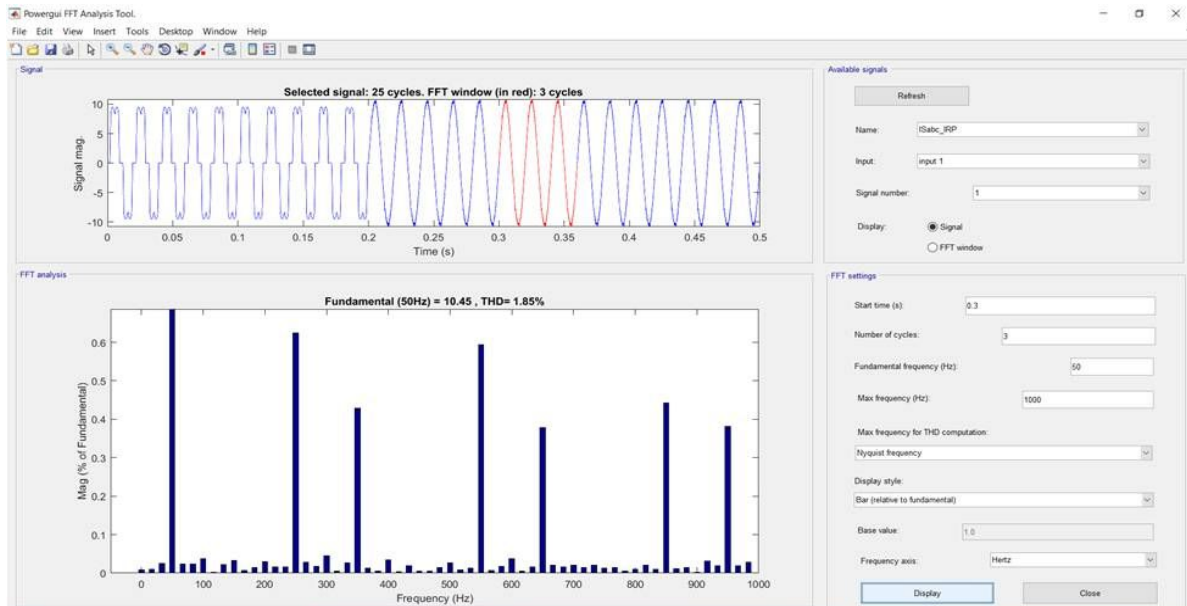 Powergui FFT Analysis Tool.
File Edit View Insert Tools Desktop Window Help
Signal
Selected signal: 25 cycles. FFT window (in red): 3 cycles
10
5
0
-5
-10
Signal mag.
0 0.05 0.1 0.15 0.2 0.25 0.3 0.35 0.4 0.45 0.5
Time (s)
FFT analysis
Fundamental (50Hz) = 10.45 , THD= 1.85%
0.6
0.5
0.4
0.3
0.2
0.1
0
Mag (% of Fundamental)
0 100 200 300 400 500 600 700 800 900 1000
Frequency (Hz)
Available signals
Refresh
Name: ISabc_IRP
Input: input 1
Signal number: 1
Display: Signal
FFT window
FFT settings
Start time (s): 0.3
Number of cycles: 3
Fundamental frequency (Hz): 50
Max frequency (Hz): 1000
Max frequency for THD computation:
Nyquist frequency
Display style:
Bar (relative to fundamental)
Base value: 1.0
Frequency axis: Hertz
Display Close